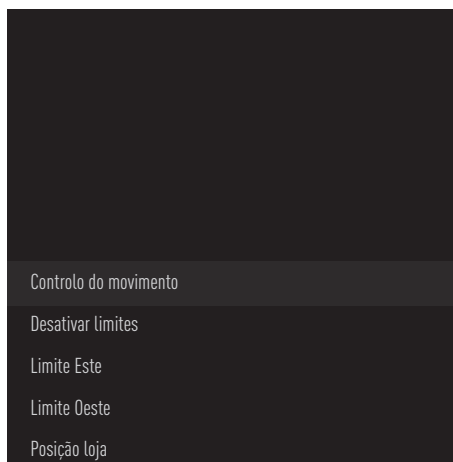 Controlo do movimento
Desativar limites
Limite Este
Limite Oeste
Posição loja